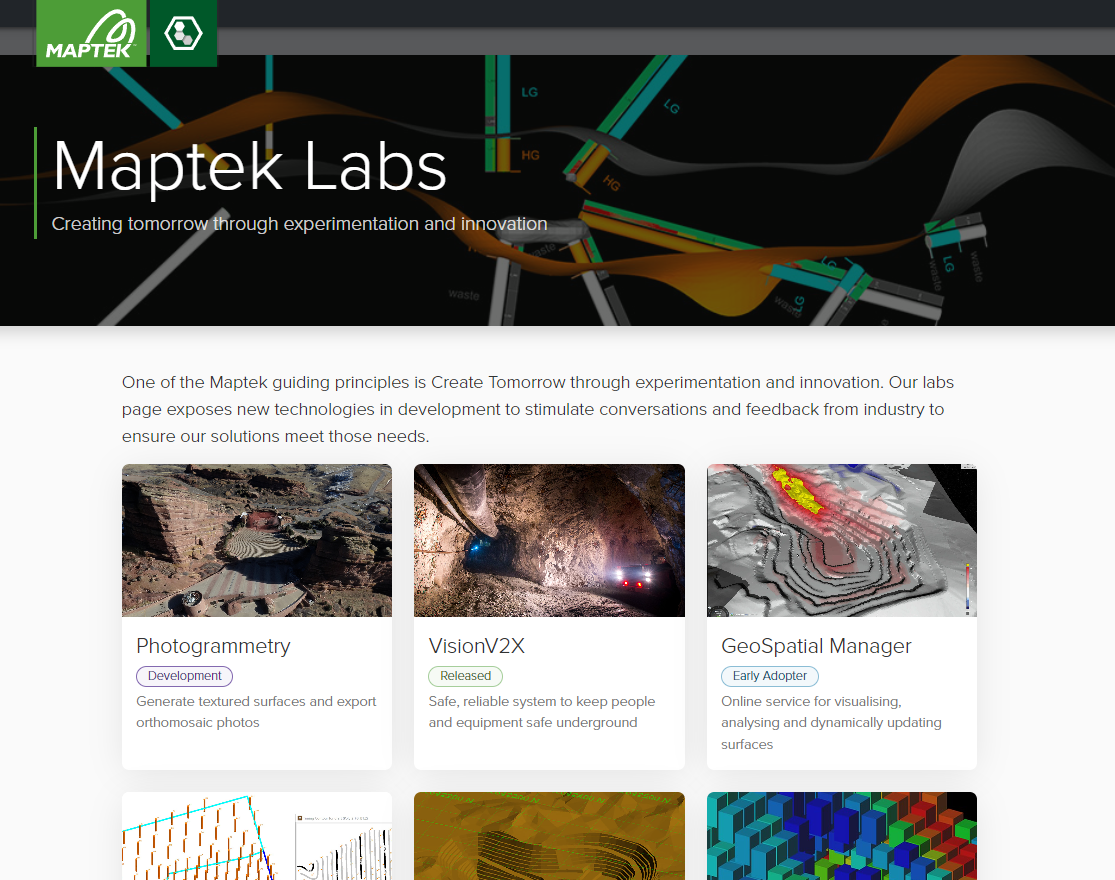 MAPTEK
LG
LG
HG
HG
Maptek Labs
Creating tomorrow through experimentation and innovation
waste
LG
LG
waste
waste
LG
waste
waste
One of the Maptek guiding principles is Create Tomorrow through experimentation and innovation. Our labs
page exposes new technologies in development to stimulate conversations and feedback from industry to
ensure our solutions meet those needs.
Photogrammetry
Development
Generate textured surfaces and export
orthomosaic photos
VisionV2X
Released
Safe, reliable system to keep people
and equipment safe underground
GeoSpatial Manager
Early Adopter
Online service for visualising,
analysing and dynamically updating
surfaces